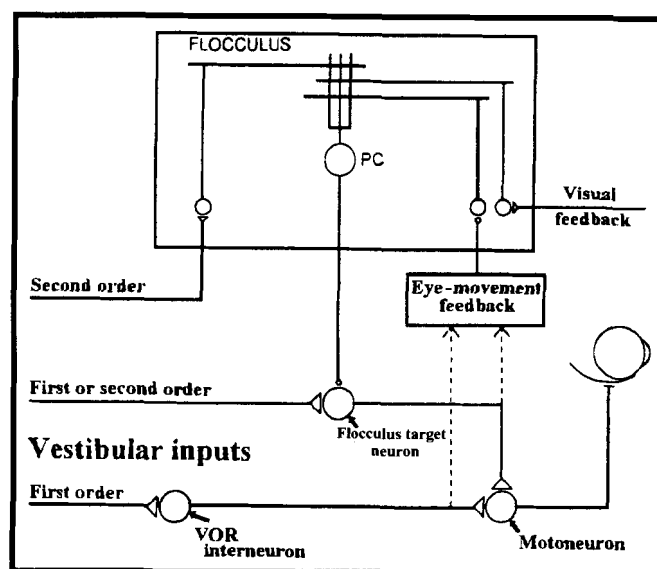 FLOCCULUS
PC
Visual
feedback
Second order
Eye-movement
feedback
First or second order
Flocculus target
neuron
Vestibular inputs
First order
VOR
interneuron
Motoneuron